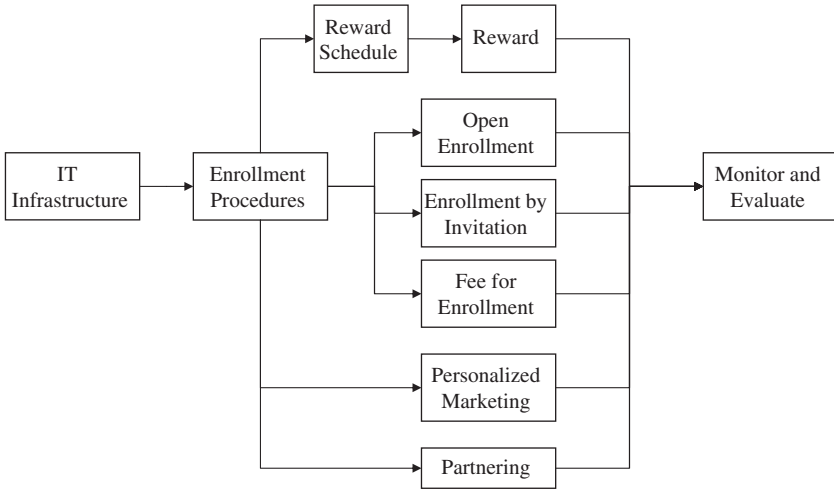 Reward
Schedule
Reward
Open
Enrollment
IT
Infrastructure
Enrollment
Procedures
Enrollment by
Invitation
Monitor and
Evaluate
Fee for
Enrollment
Personalized
Marketing
Partnering